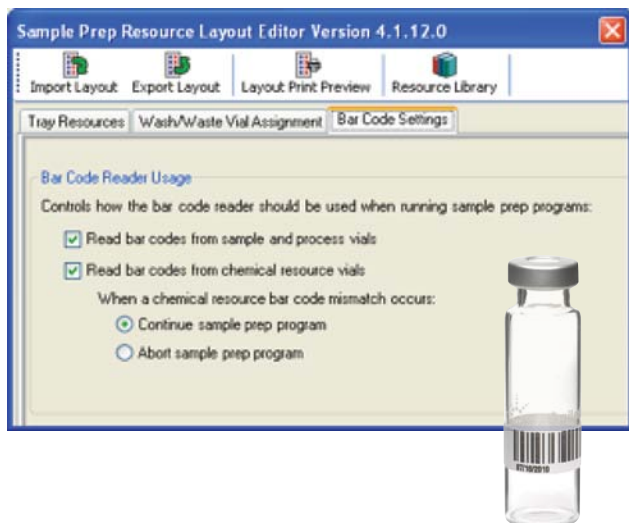 Sample Prep Resource Layout Editor Version 4.1.12.0
Import Layout Export Layout Layout Print Preview Resource Library
Tray Resources Wash/Waste Vial Assignment Bar Code Settings
Bar Code Reader Usage
Controls how the bar code reader should be used when running sample prep programs:
Read bar codes from sample and process vials
Read bar codes from chemical resource vials
When a chemical resource bar code mismatch occurs:
Continue sample prep program
Abort sample prep program
07/10/2010